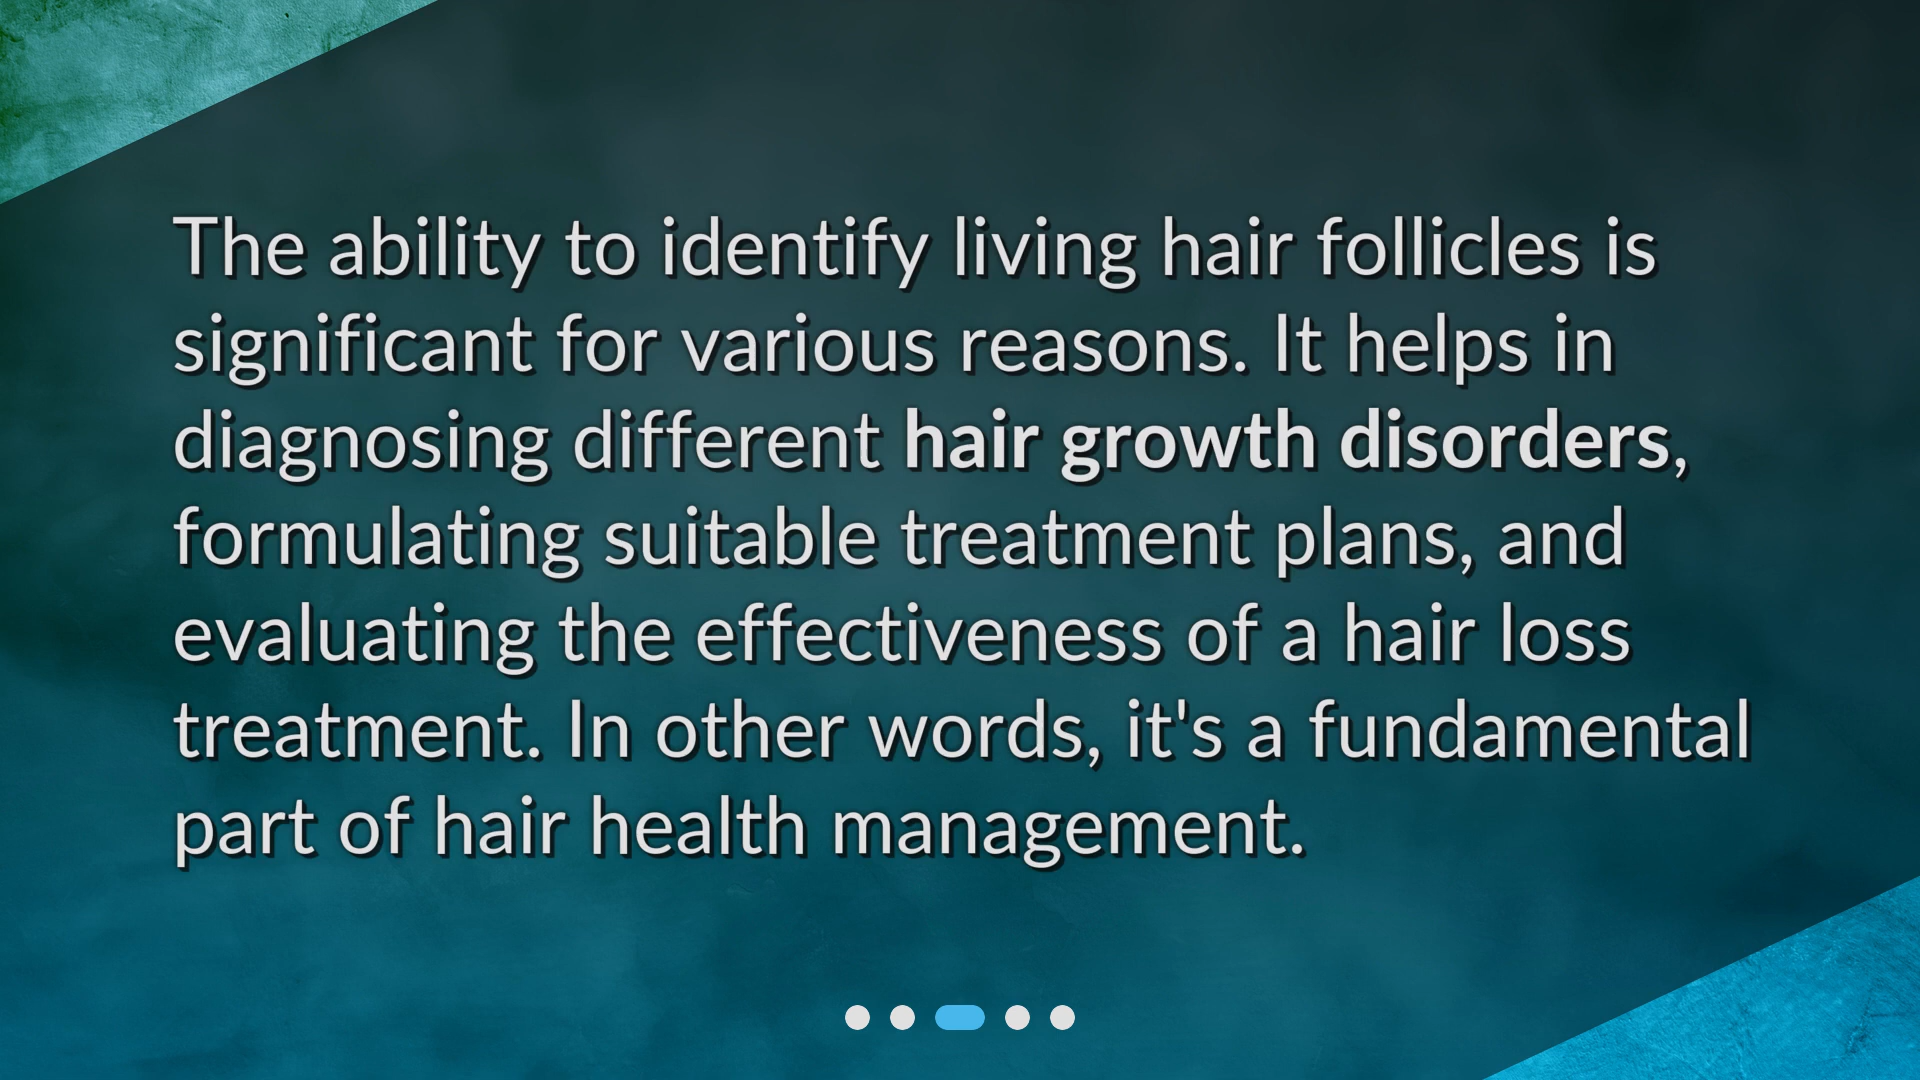 The ability to identify living hair follicles is
significant for various reasons. It helps in
diagnosing different hair growth disorders,
formulating suitable treatment plans, and
evaluating the effectiveness of a hair loss
treatment. In other words, it's a fundamental
part of hair health management.